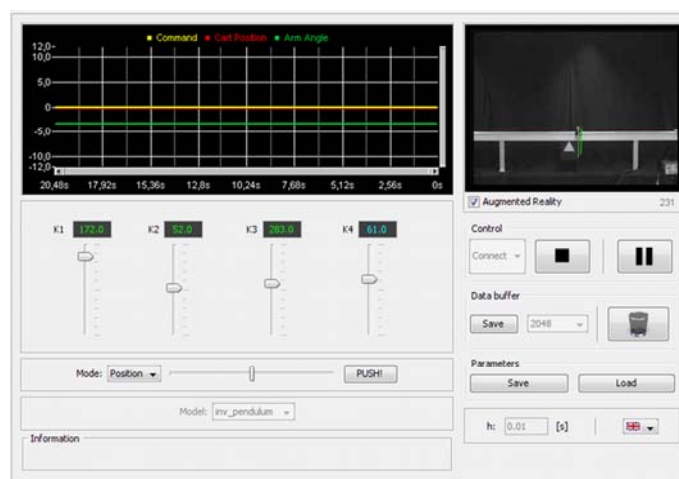 Command Cart Position Arm Angle
12,0
10,0
5,0
0
-5,0
-10,0
-12,0
20,48s 17,92s 15,36s 12,8s 10,24s 7,68s 5,12s 2,56s 0s
K1 172.0 K2 52.0 K3 283.0 K4 61.0
Mode: Position PUSH!
Model: inv_pendulum
Information
Augmented Reality 231
Control
Connect
Data buffer
Save 2048
Parameters
Save Load
h: 0.01 [s]